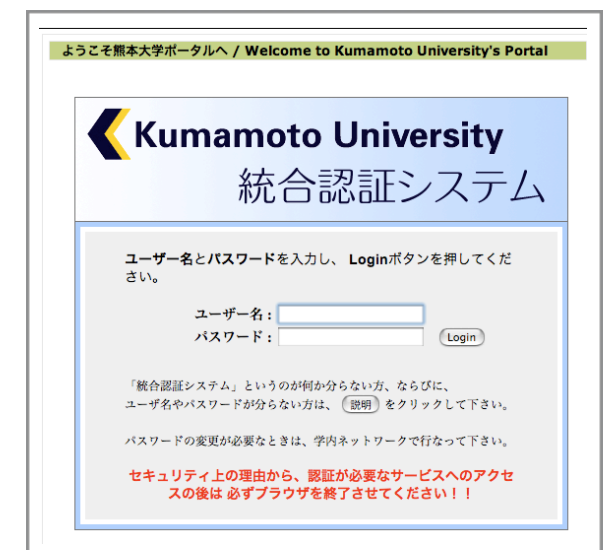 ようこそ熊本大学ポータルへ / Welcome to Kumamoto University's Portal
Kumamoto University
統合認証システム
ユーザー名とパスワードを入力し、 Loginボタンを押してくだ
さい。
ユーザー名 :
パスワード : Login
「統合認証システム」というのが何か分らない方、ならびに、
ユーザ名やパスワードが分らない方は、 説明 をクリックして下さい。
パスワードの変更が必要なときは、学内ネットワークで行なって下さい。
セキュリティ上の理由から、認証が必要なサービスへのアクセ
スの後は 必ずブラウザを終了させてください！！